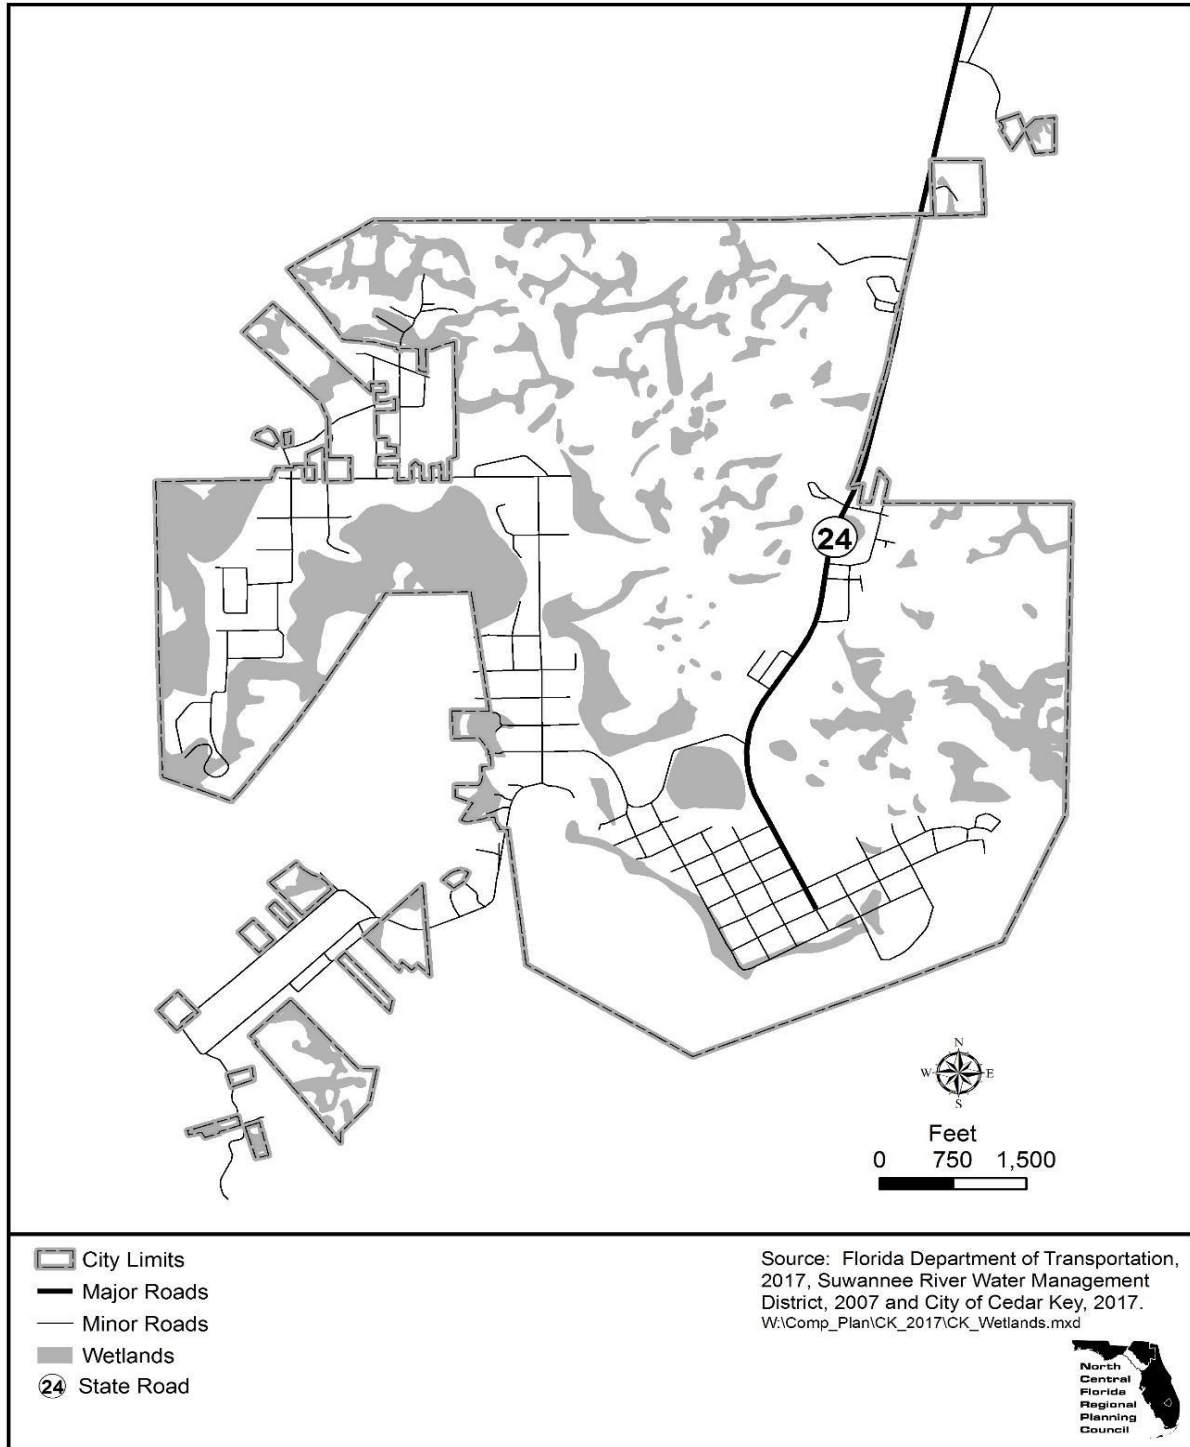 24
N
W E
S
Feet
0 750 1,500
City Limits
Major Roads
Minor Roads
Wetlands
24 State Road
Source: Florida Department of Transportation,
2017, Suwannee River Water Management
District, 2007 and City of Cedar Key, 2017.
W:\Comp_Plan\CK_2017\CK_Wetlands.mxd
North
Central
Florida
Regional
Planning
Council